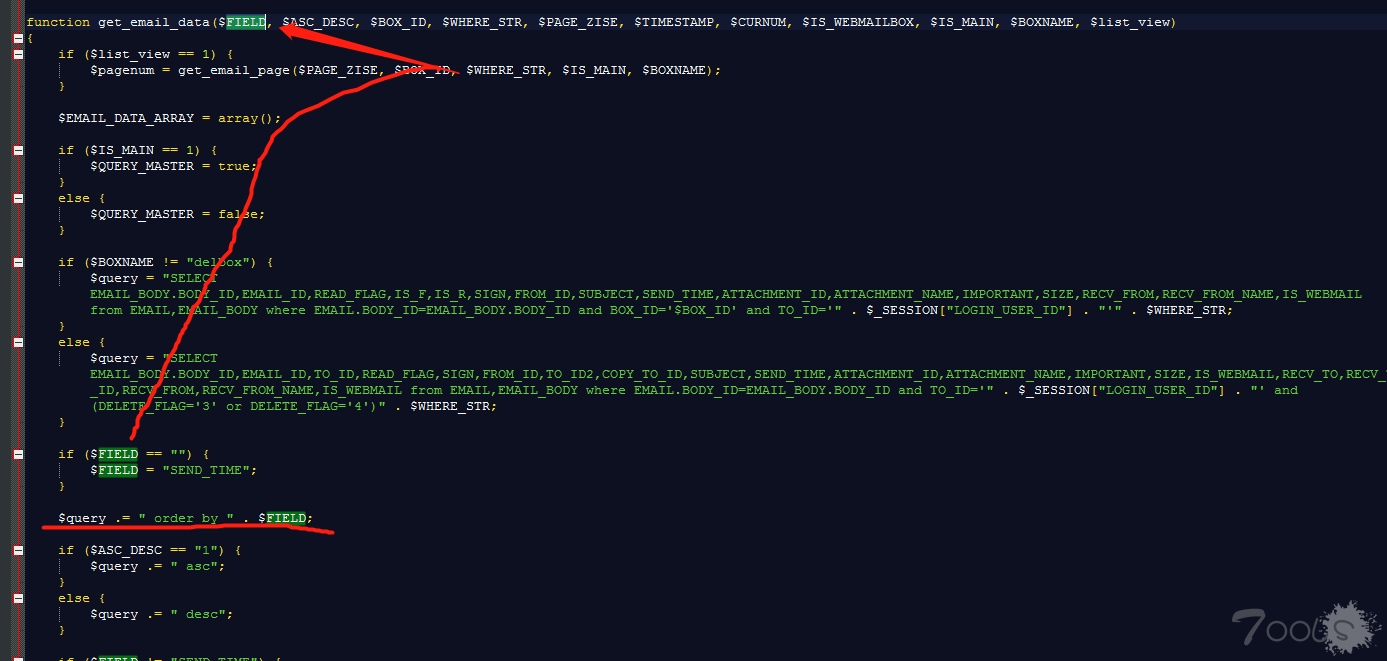 function get_email_data($FIELD, $ASC_DESC, $BOX_ID, $WHERE_STR, $PAGE_ZISE, $TIMESTAMP, $CURNUM, $IS_WEBMAILBOX, $IS_MAIN, $BOXNAME, $list_view)
{
if ($list_view == 1) {
$pagenum = get_email_page($PAGE_ZISE, $BOX_ID, $WHERE_STR, $IS_MAIN, $BOXNAME);
}
$EMAIL_DATA_ARRAY = array();
if ($IS_MAIN == 1) {
$QUERY_MASTER = true;
}
else {
$QUERY_MASTER = false;
}
if ($BOXNAME != "delbox") {
$query = "SELECT
EMAIL_BODY.BODY_ID,EMAIL_ID,READ_FLAG,IS_F,IS_R,SIGN,FROM_ID,SUBJECT,SEND_TIME,ATTACHMENT_ID,ATTACHMENT_NAME,IMPORTANT,SIZE,RECV_FROM,RECV_FROM_NAME,IS_WEBMAIL
from EMAIL,EMAIL_BODY where EMAIL.BODY_ID=EMAIL_BODY.BODY_ID and BOX_ID='$BOX_ID' and TO_ID='" . $_SESSION["LOGIN_USER_ID"] . "'" . $WHERE_STR;
}
else {
$query = "SELECT
EMAIL_BODY.BODY_ID,EMAIL_ID,TO_ID,READ_FLAG,SIGN,FROM_ID,TO_ID2,COPY_TO_ID,SUBJECT,SEND_TIME,ATTACHMENT_ID,ATTACHMENT_NAME,IMPORTANT,SIZE,IS_WEBMAIL,RECV_TO,RECV_
_ID,RECV_FROM,RECV_FROM_NAME,IS_WEBMAIL from EMAIL,EMAIL_BODY where EMAIL.BODY_ID=EMAIL_BODY.BODY_ID and TO_ID='" . $_SESSION["LOGIN_USER_ID"] . "' and
(DELETE_FLAG='3' or DELETE_FLAG='4')" . $WHERE_STR;
}
if ($FIELD == "") {
$FIELD = "SEND_TIME";
}
$query .= " order by " . $FIELD;
if ($ASC_DESC == "1") {
$query .= " asc";
}
else {
$query .= " desc";
}
if ($FIELD != "SEND_TIME") {
7OOLS